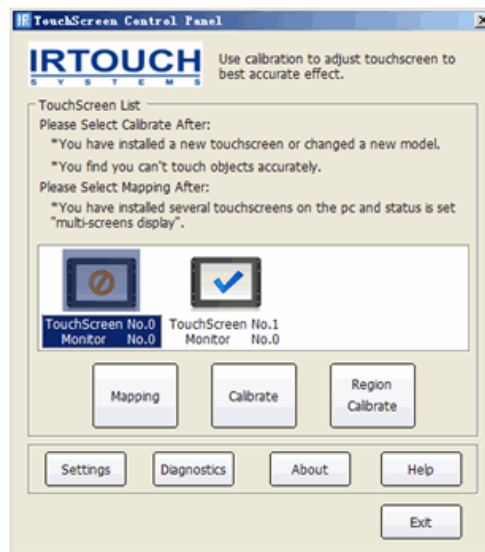 TouchScreen Control Panel
IRTOUCH
SYSTEMS
Use calibration to adjust touchscreen to
best accurate effect.
TouchScreen List
Please Select Calibrate After:
*You have installed a new touchscreen or changed a new model.
*You find you can't touch objects accurately.
Please Select Mapping After:
*You have installed several touchscreens on the pc and status is set
"multi-screens display".
TouchScreen No.0
Monitor No.0
TouchScreen No.1
Monitor No.0
Mapping
Calibrate
Region
Calibrate
Settings
Diagnostics
About
Help
Exit